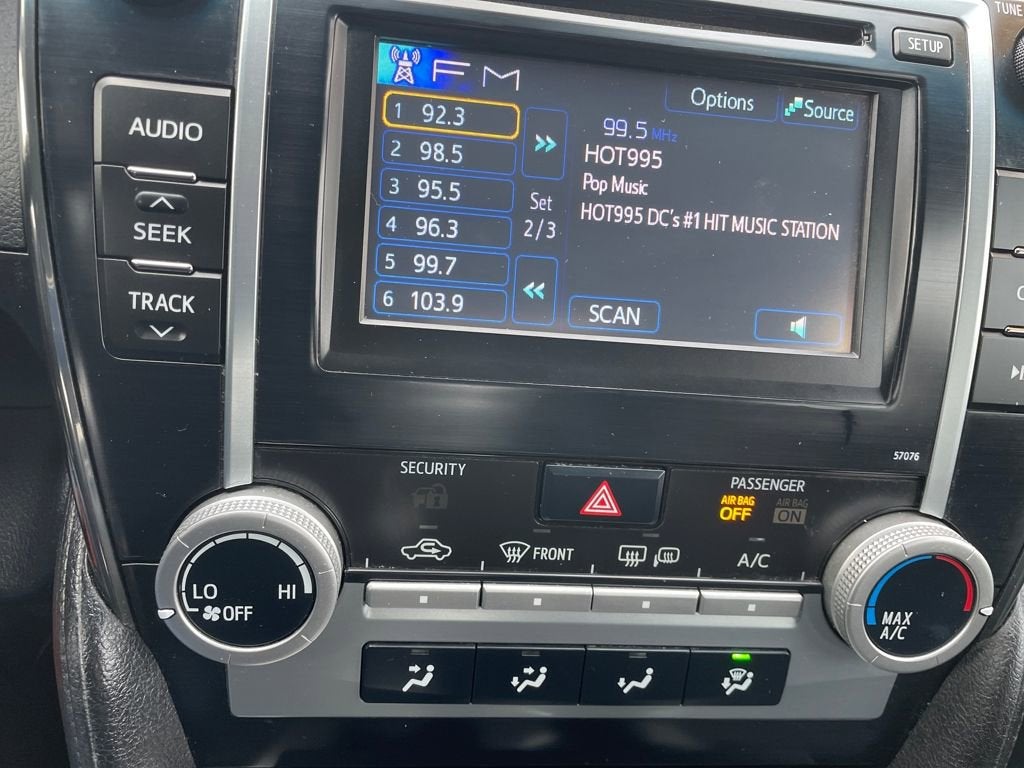 TUNE
SETUP
AUDIO
SEEK
TRACK
FM
Options
Source
1 92.3
2 98.5
3 95.5
4 96.3
5 99.7
6 103.9
Set
2/3
99.5 MHz
HOT995
Pop Music
HOT995 DC's #1 HIT MUSIC STATION
SCAN
57076
SECURITY
PASSENGER
AIR BAG
OFF
AIR BAG
ON
FRONT
A/C
LO
HI
OFF
MAX
A/C